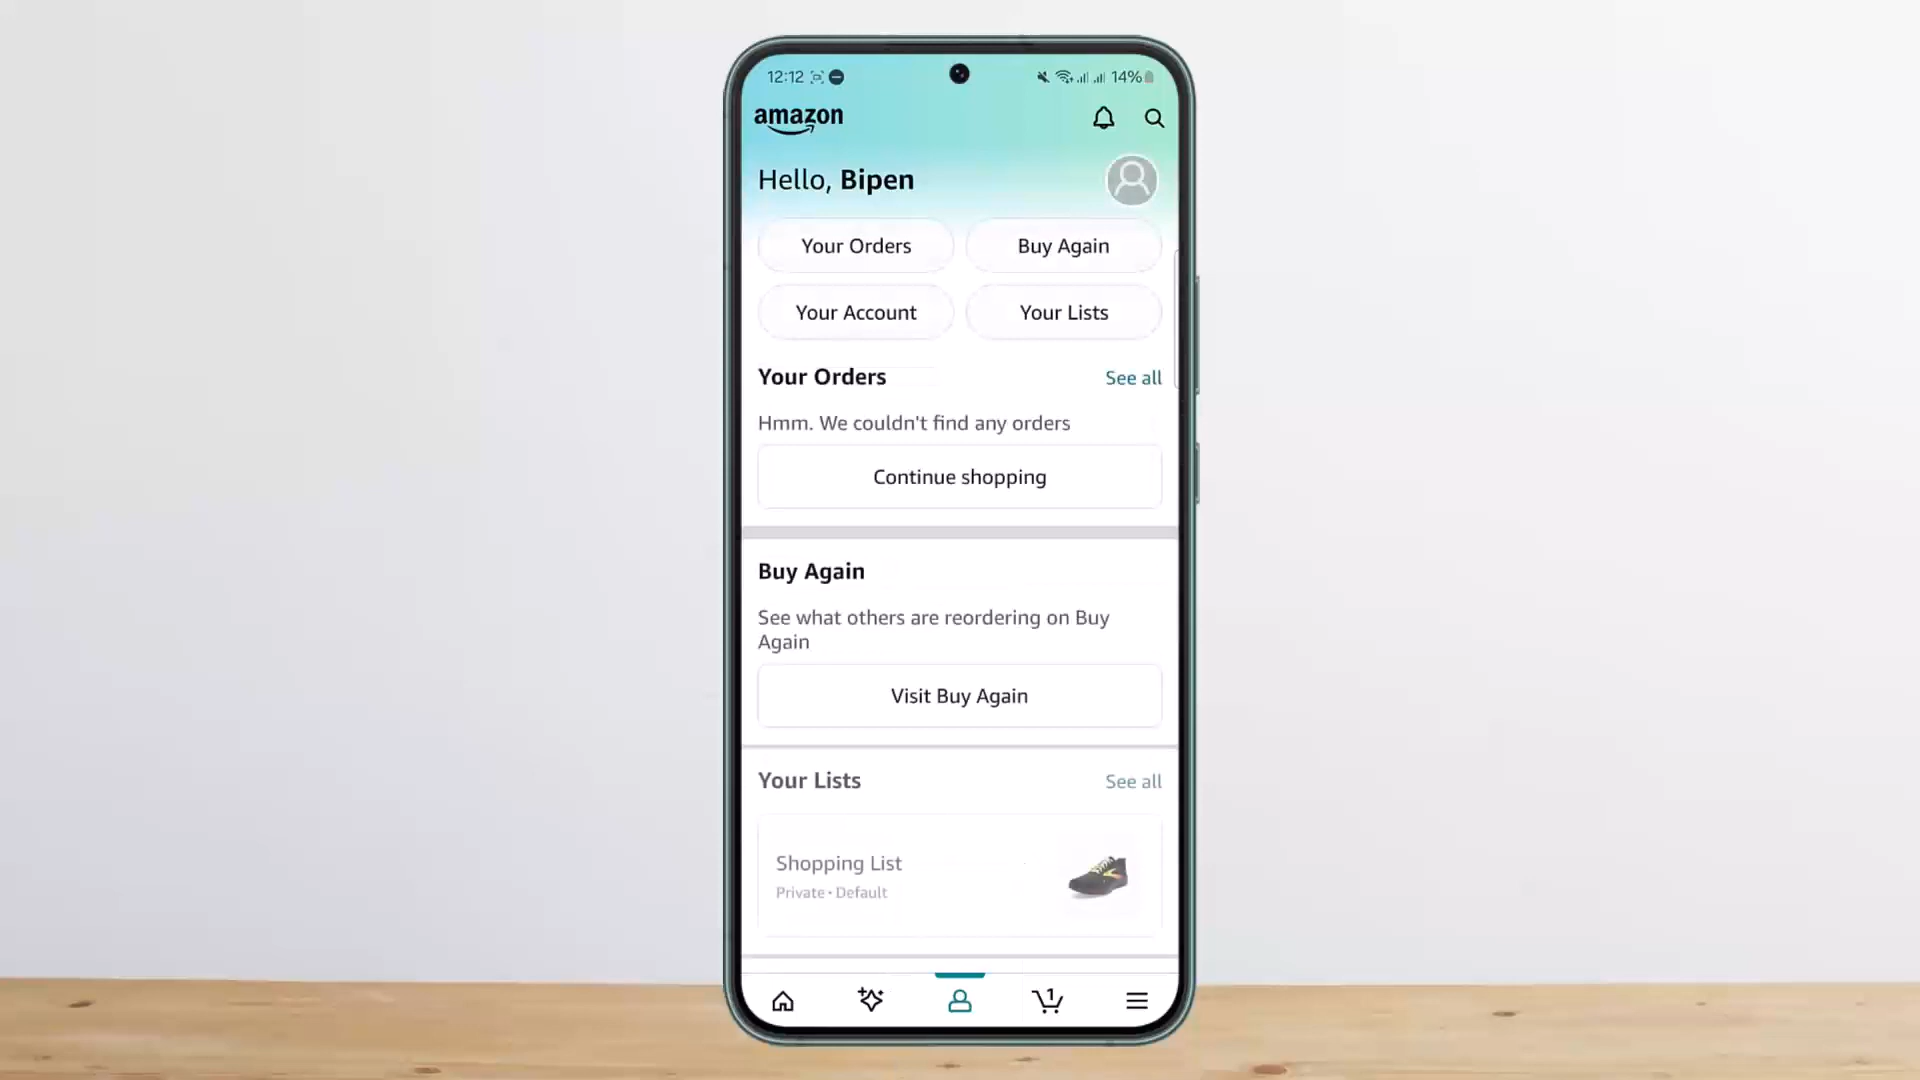 12:12
14%
amazon
Hello, Bipen
Your Orders
Buy Again
Your Account
Your Lists
Your Orders
See all
Hmm. We couldn't find any orders
Continue shopping
Buy Again
See what others are reordering on Buy
Again
Visit Buy Again
Your Lists
See all
Shopping List
Private • Default
1